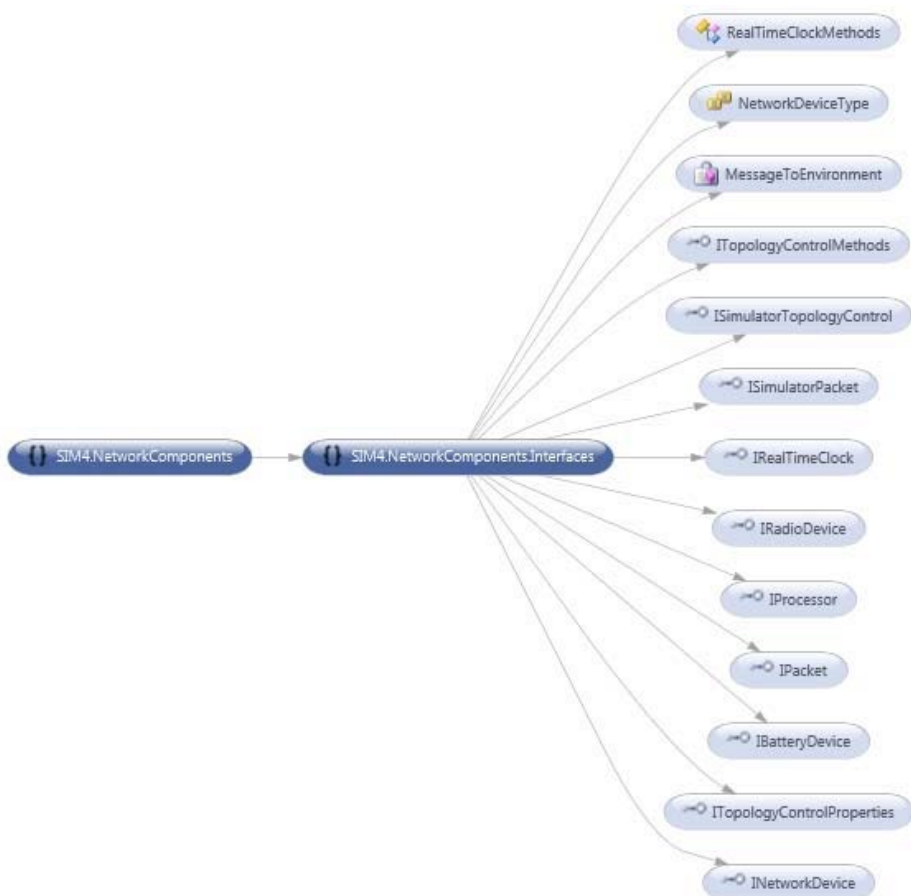 RealTimeClockMethods
NetworkDeviceType
MessageToEnvironment
ITopologyControlMethods
ISimulatorTopologyControl
ISimulatorPacket
{} SIM4.NetworkComponents
{} SIM4.NetworkComponents.Interfaces
IRealTimeClock
IRadioDevice
IProcessor
IPacket
IBatteryDevice
ITopologyControlProperties
INetworkDevice